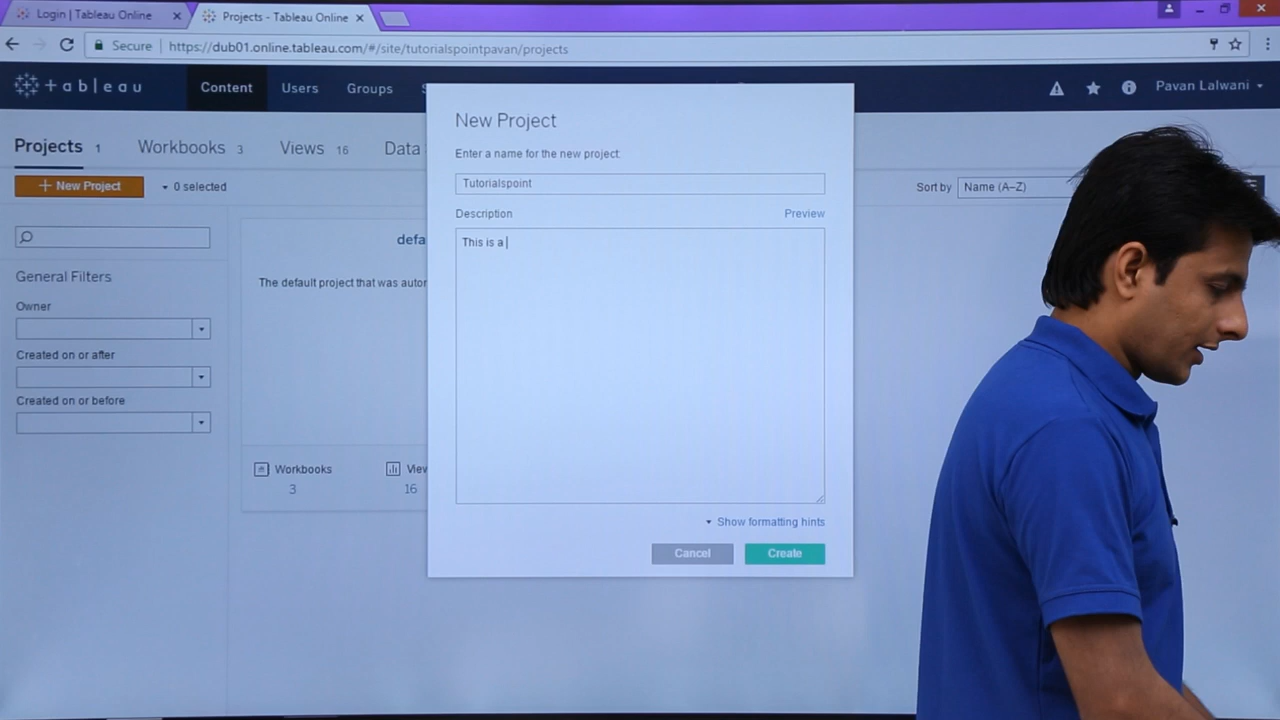 Login | Tableau Online
Projects - Tableau Online
Secure
https://dub01.online.tableau.com/#/site/tutorialspointpavan/projects
+ a b | e a u
Content
Users
Groups
Pavan Lalwani
Projects 1
Workbooks 3
Views 16
Data
+ New Project
0 selected
Sort by
Name (A–Z)
General Filters
Owner
Created on or after
Created on or before
defa
The default project that was autor
Workbooks
3
View
16
New Project
Enter a name for the new project.
Tutorialspoint
Description
Preview
This is a
Show formatting hints
Cancel
Create